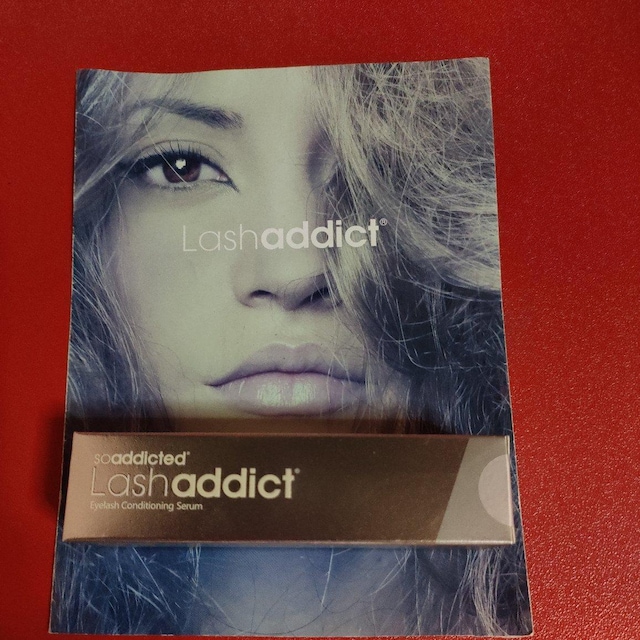 Lashaddict®
soaddicted®
Lashaddict®
Eyelash Conditioning Serum